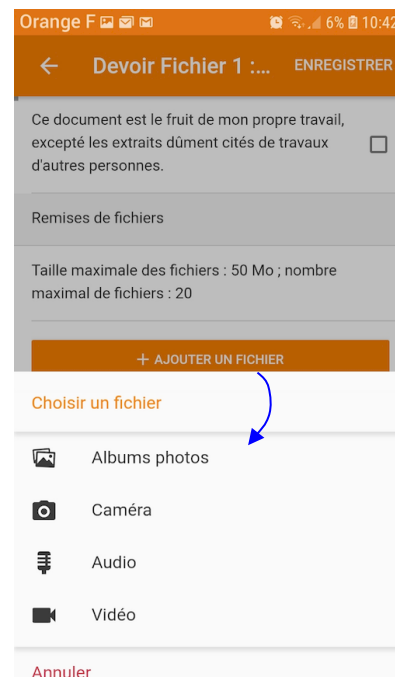 Orange F 6% 10:42
Devoir Fichier 1 :... ENREGISTRER
Ce document est le fruit de mon propre travail,
excepté les extraits dûment cités de travaux
d'autres personnes.
Remises de fichiers
Taille maximale des fichiers : 50 Mo ; nombre
maximal de fichiers : 20
+ AJOUTER UN FICHIER
Choisir un fichier
Albums photos
Caméra
Audio
Vidéo
Annuler